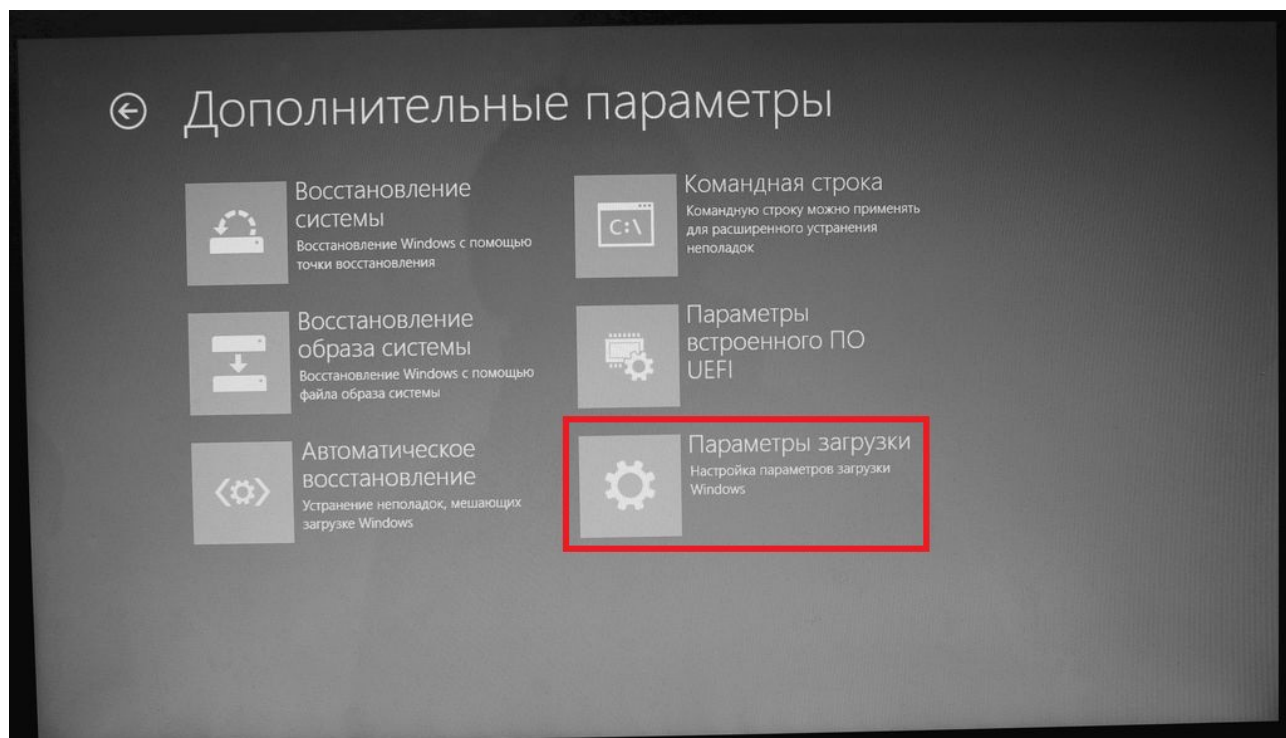 Дополнительные параметры
Восстановление
системы
Восстановление Windows с помощью
точки восстановления
Восстановление
образа системы
Восстановление Windows с помощью
файла образа системы
Автоматическое
восстановление
Устранение неполадок, мешающих
загрузке Windows
Командная строка
Командную строку можно применять
для расширенного устранения
неполадок
C:\
Параметры
встроенного ПО
UEFI
Параметры загрузки
Настройка параметров загрузки
Windows